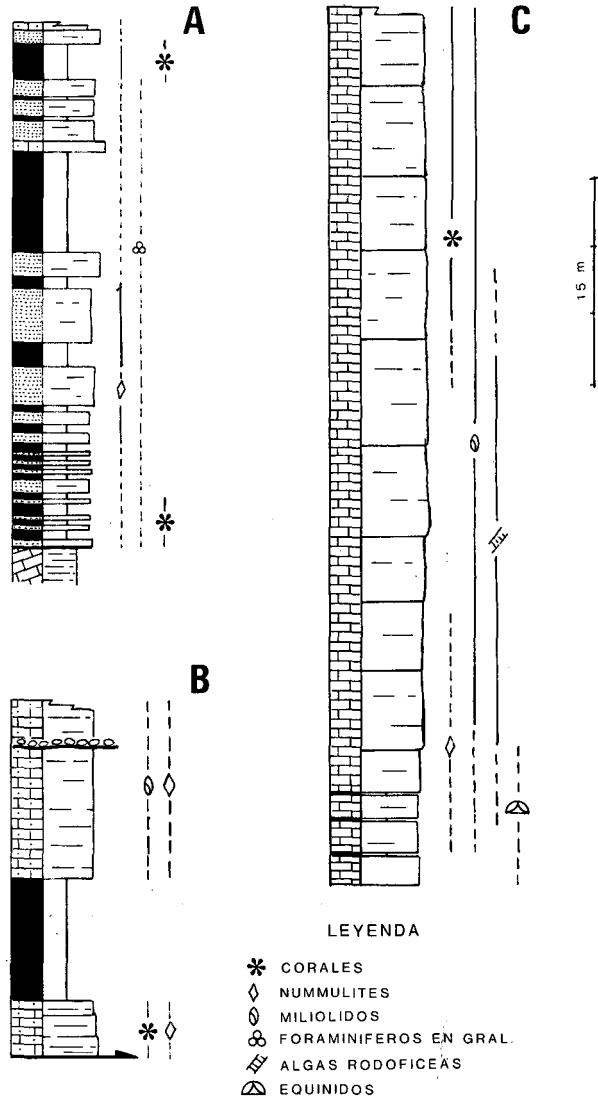 A
C
15 m
B
LEYENDA
CORALES
NUMMULITES
MILIOLIDOS
FORAMINIFEROS EN GRAL.
ALGAS RODOFICEAS
EQUINIDOS